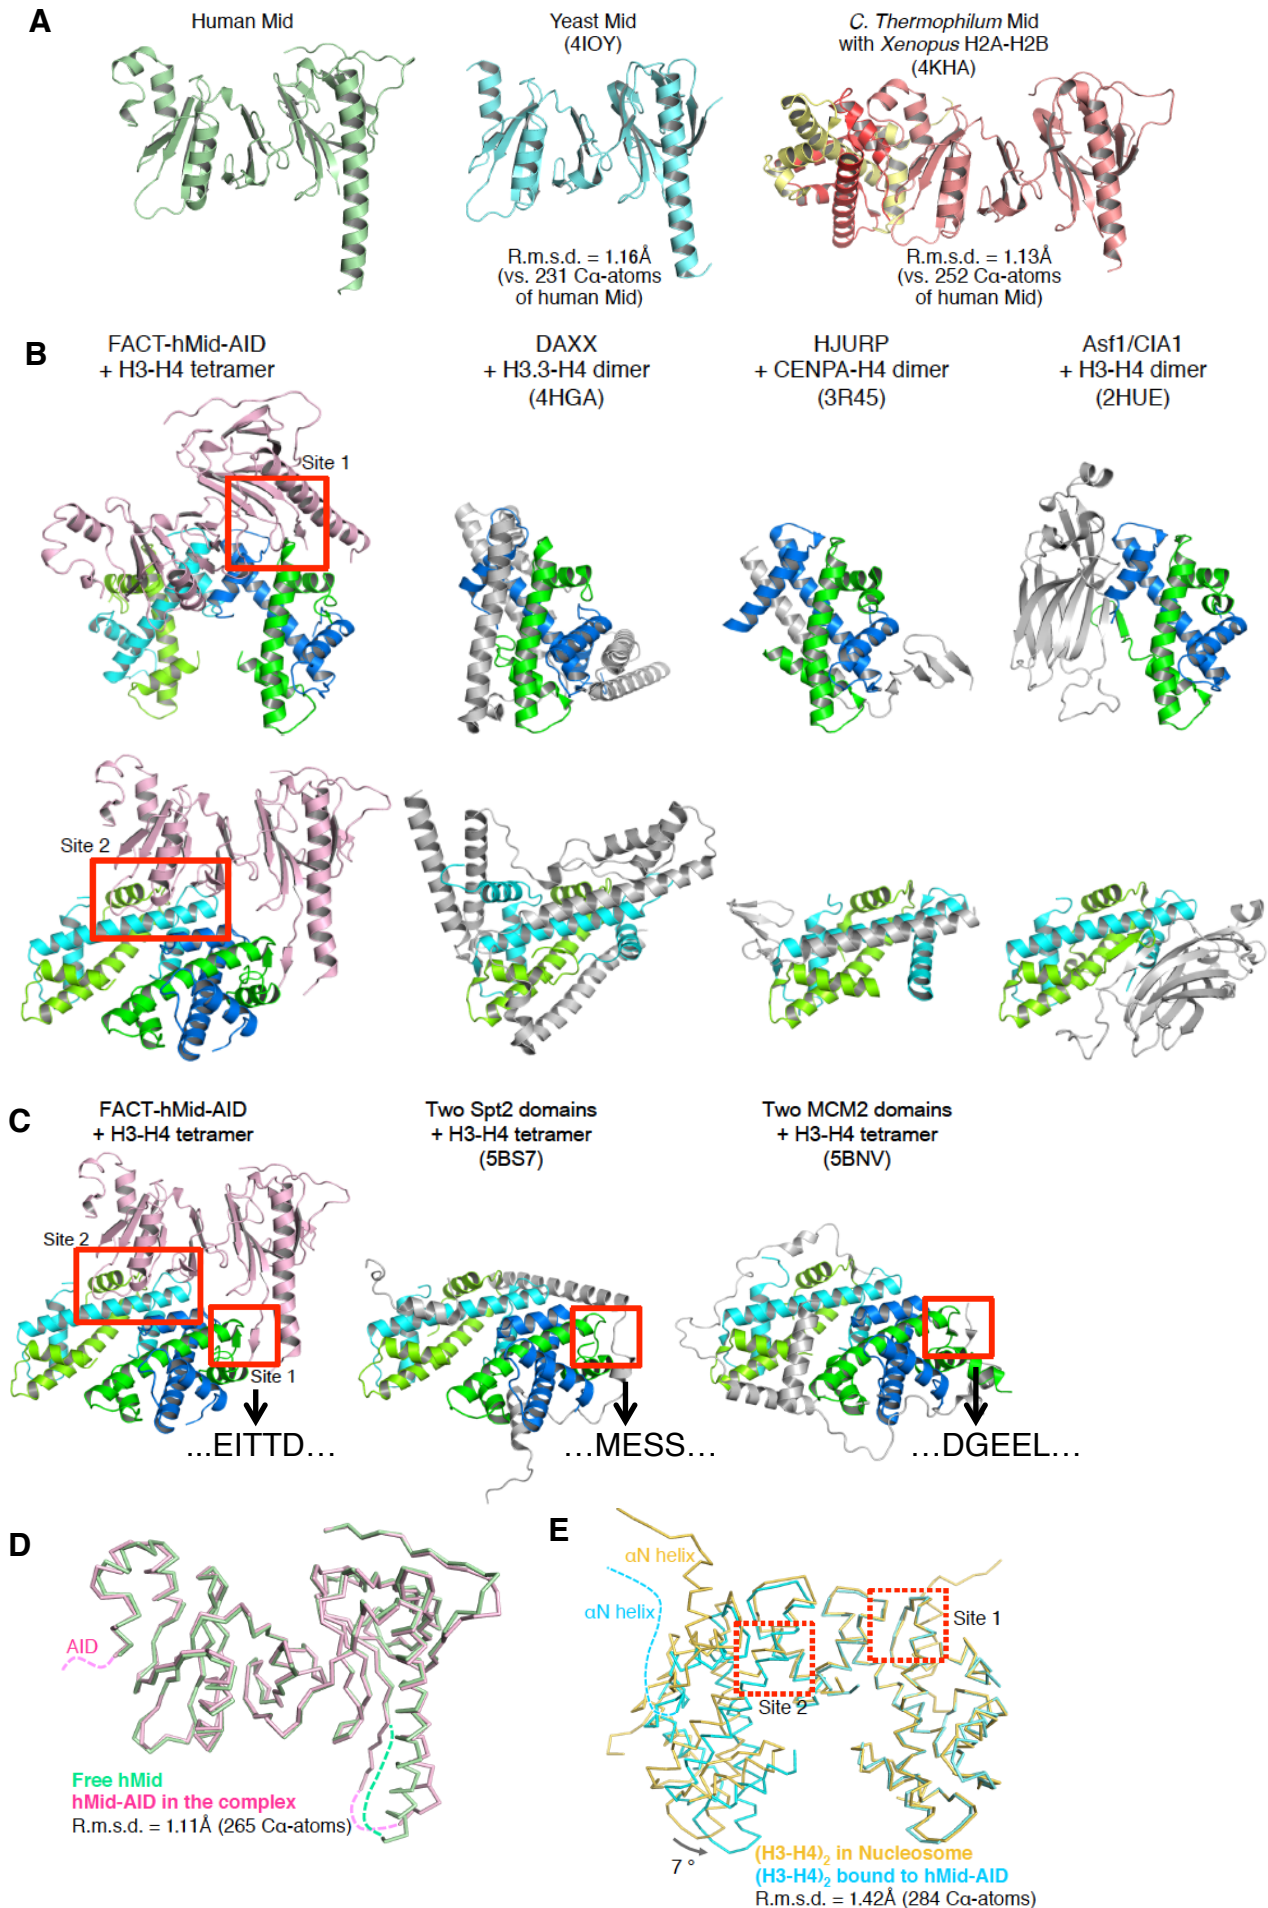 A
Human Mid
Yeast Mid
(4IOY)
C. Thermophilum Mid
with Xenopus H2A-H2B
(4KHA)
R.m.s.d. = 1.16Å
(vs. 231 Cα-atoms
of human Mid)
R.m.s.d. = 1.13Å
(vs. 252 Cα-atoms
of human Mid)
B
FACT-hMid-AID
+ H3-H4 tetramer
DAXX
+ H3.3-H4 dimer
(4HGA)
HJURP
+ CENPA-H4 dimer
(3R45)
Asf1/CIA1
+ H3-H4 dimer
(2HUE)
Site 1
Site 2
C
FACT-hMid-AID
+ H3-H4 tetramer
Two Spt2 domains
+ H3-H4 tetramer
(5BS7)
Two MCM2 domains
+ H3-H4 tetramer
(5BNV)
Site 2
Site 1
...EITTD...
...MESS...
...DGEEL...
D
AID
Free hMid
hMid-AID in the complex
R.m.s.d. = 1.11Å (265 Cα-atoms)
E
αN helix
αN helix
Site 1
Site 2
7 °
(H3-H4)2 in Nucleosome
(H3-H4)2 bound to hMid-AID
R.m.s.d. = 1.42Å (284 Cα-atoms)